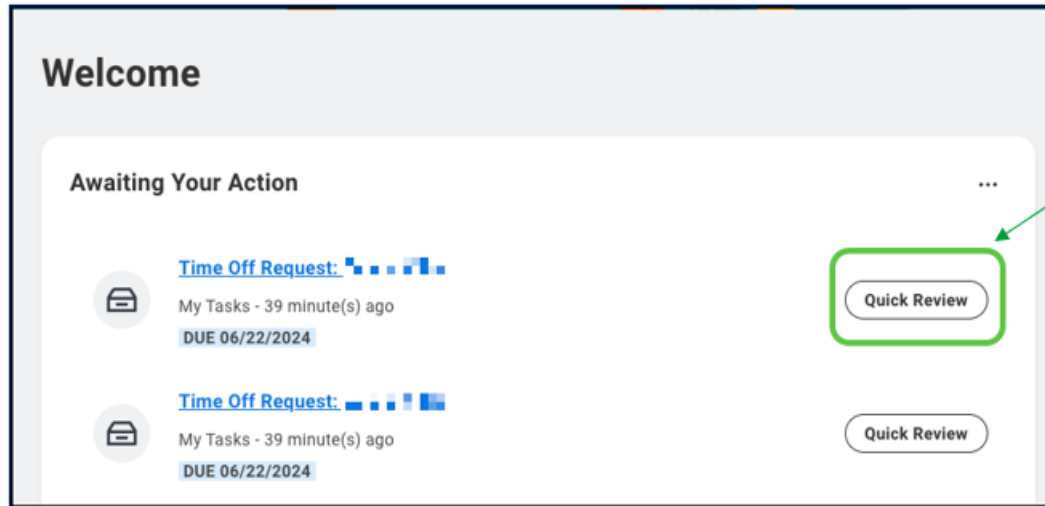 Welcome
Awaiting Your Action
Time Off Request:
My Tasks - 39 minute(s) ago
DUE 06/22/2024
Quick Review
Time Off Request:
My Tasks - 39 minute(s) ago
DUE 06/22/2024
Quick Review